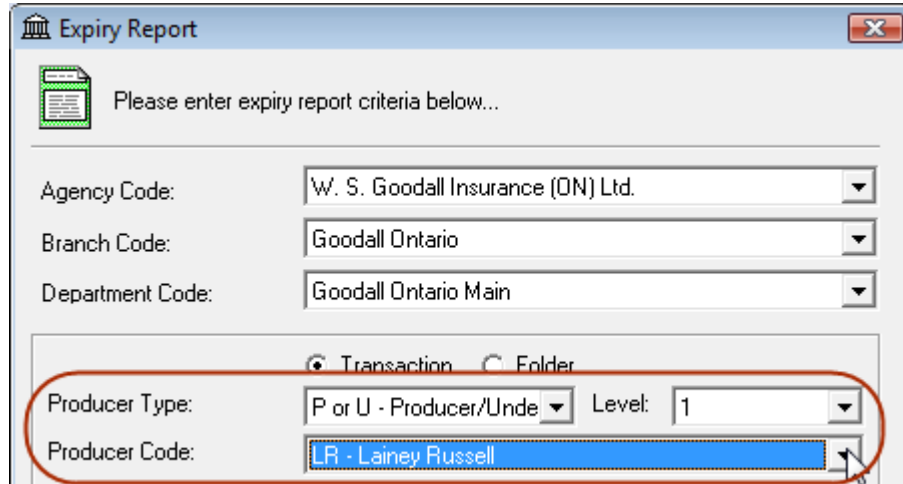 Expiry Report
Please enter expiry report criteria below...
Agency Code: W. S. Goodall Insurance (ON) Ltd.
Branch Code: Goodall Ontario
Department Code: Goodall Ontario Main
Transaction Folder
Producer Type: P or U - Producer/Unde Level: 1
Producer Code: LR - Lainey Russell